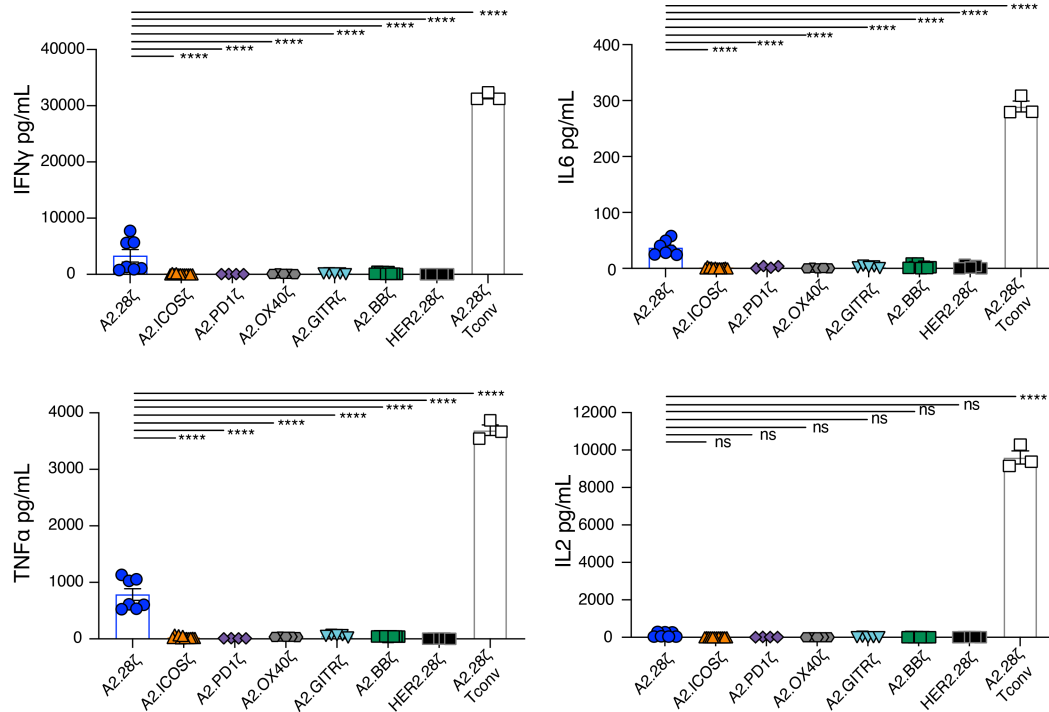 ****
****
****
****
****
****
****
40000
30000
20000
10000
0
IFNγ pg/mL
A2.28ζ
A2.ICOSζ
A2.PD1ζ
A2.OX40ζ
A2.GITRζ
A2.BBζ
HER2.28ζ
A2.28ζ
Tconv
****
****
****
****
****
****
****
400
300
200
100
0
IL6 pg/mL
A2.28ζ
A2.ICOSζ
A2.PD1ζ
A2.OX40ζ
A2.GITRζ
A2.BBζ
HER2.28ζ
A2.28ζ
Tconv
****
****
****
****
****
****
****
4000
3000
2000
1000
0
TNFα pg/mL
A2.28ζ
A2.ICOSζ
A2.PD1ζ
A2.OX40ζ
A2.GITRζ
A2.BBζ
HER2.28ζ
A2.28ζ
Tconv
****
ns
ns
ns
ns
ns
ns
12000
10000
8000
6000
4000
2000
0
IL2 pg/mL
A2.28ζ
A2.ICOSζ
A2.PD1ζ
A2.OX40ζ
A2.GITRζ
A2.BBζ
HER2.28ζ
A2.28ζ
Tconv